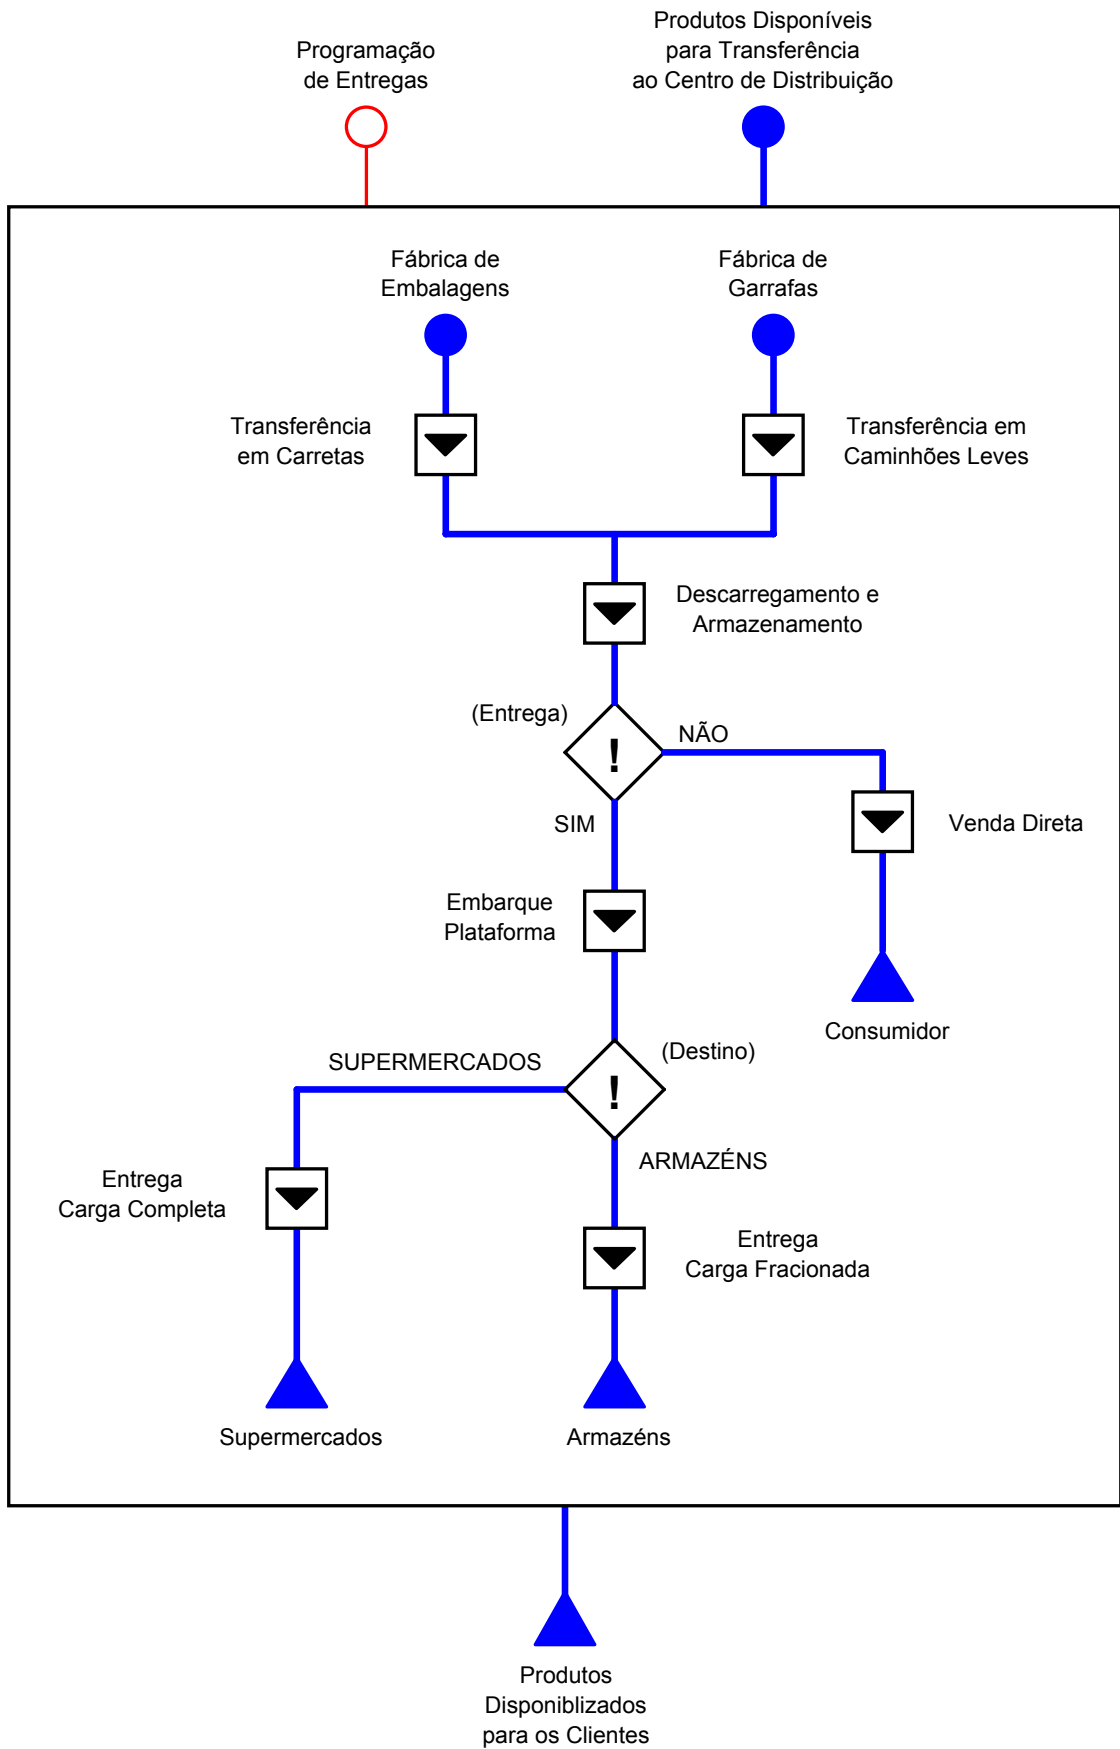 Programação
de Entregas
Produtos Disponíveis
para Transferência
ao Centro de Distribuição
Fábrica de
Embalagens
Fábrica de
Garrafas
Transferência
em Carretas
Transferência em
Caminhões Leves
Descarregamento e
Armazenamento
(Entrega)
!
NÃO
SIM
Venda Direta
Embarque
Plataforma
Consumidor
(Destino)
SUPERMERCADOS
!
ARMAZÉNS
Entrega
Carga Completa
Entrega
Carga Fracionada
Supermercados
Armazéns
Produtos
Disponiblizados
para os Clientes